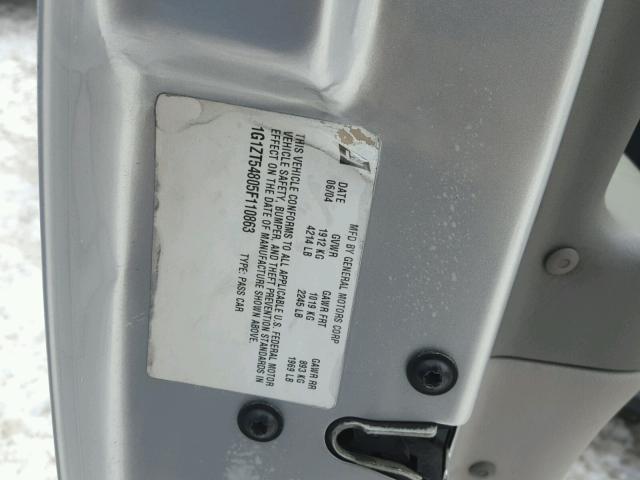 MFD BY GENERAL MOTORS CORP
DATE GVWR GAWR FRT GAWR RR
06/04 1912 KG 1019 KG 893 KG
4214 LB 2245 LB 1969 LB
THIS VEHICLE CONFORMS TO ALL APPLICABLE U.S. FEDERAL MOTOR
VEHICLE SAFETY, BUMPER, AND THEFT PREVENTION STANDARDS IN
EFFECT ON THE DATE OF MANUFACTURE SHOWN ABOVE.
1G1ZT54805F110863 TYPE: PASS CAR